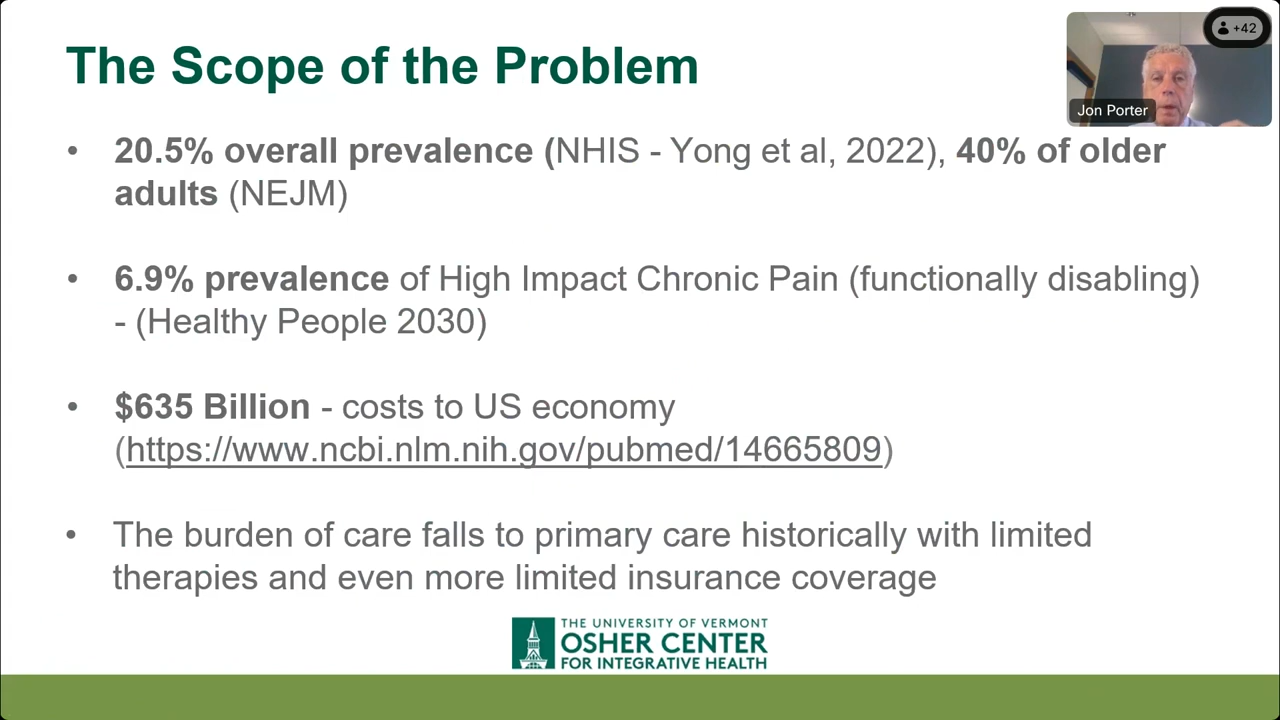 The Scope of the Problem
+42
Jon Porter
• 20.5% overall prevalence (NHIS - Yong et al, 2022), 40% of older
adults (NEJM)
• 6.9% prevalence of High Impact Chronic Pain (functionally disabling)
- (Healthy People 2030)
• $635 Billion - costs to US economy
(https://www.ncbi.nlm.nih.gov/pubmed/14665809)
• The burden of care falls to primary care historically with limited
therapies and even more limited insurance coverage
THE UNIVERSITY OF VERMONT
OSHER CENTER
FOR INTEGRATIVE HEALTH